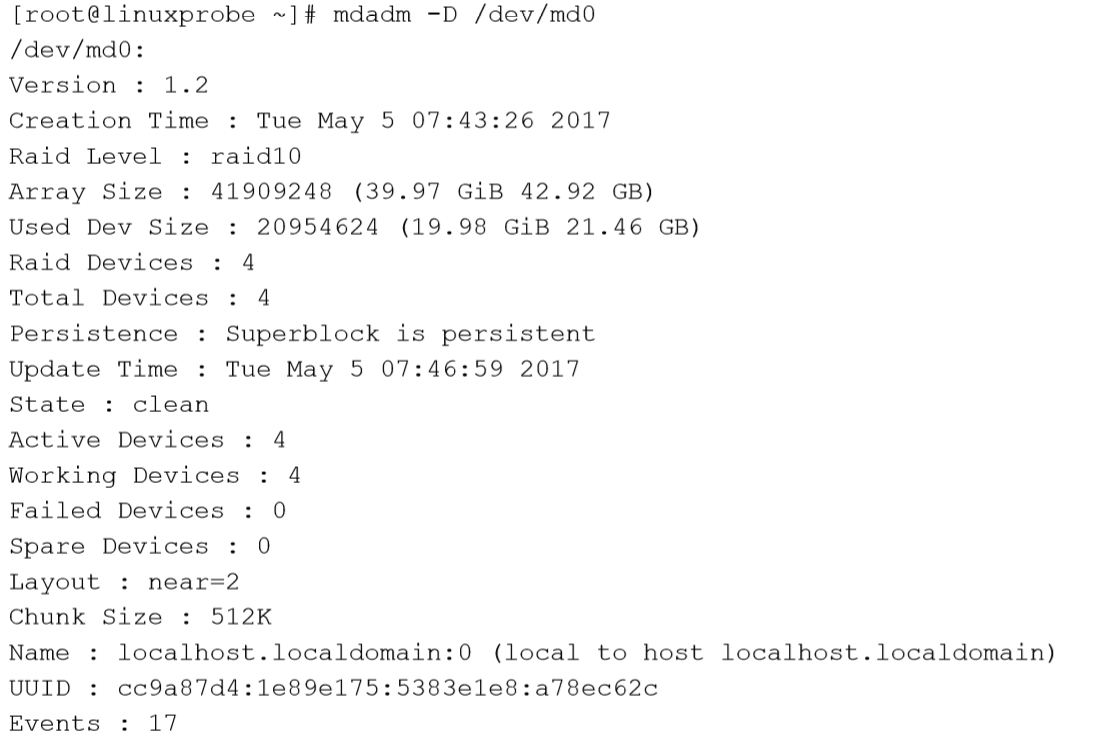 [root@linuxprobe ~]# mdadm -D /dev/md0
/dev/md0:
Version : 1.2
Creation Time : Tue May 5 07:43:26 2017
Raid Level : raid10
Array Size : 41909248 (39.97 GiB 42.92 GB)
Used Dev Size : 20954624 (19.98 GiB 21.46 GB)
Raid Devices : 4
Total Devices : 4
Persistence : Superblock is persistent
Update Time : Tue May 5 07:46:59 2017
State : clean
Active Devices : 4
Working Devices : 4
Failed Devices : 0
Spare Devices : 0
Layout : near=2
Chunk Size : 512K
Name : localhost.localdomain:0 (local to host localhost.localdomain)
UUID : cc9a87d4:1e89e175:5383e1e8:a78ec62c
Events : 17